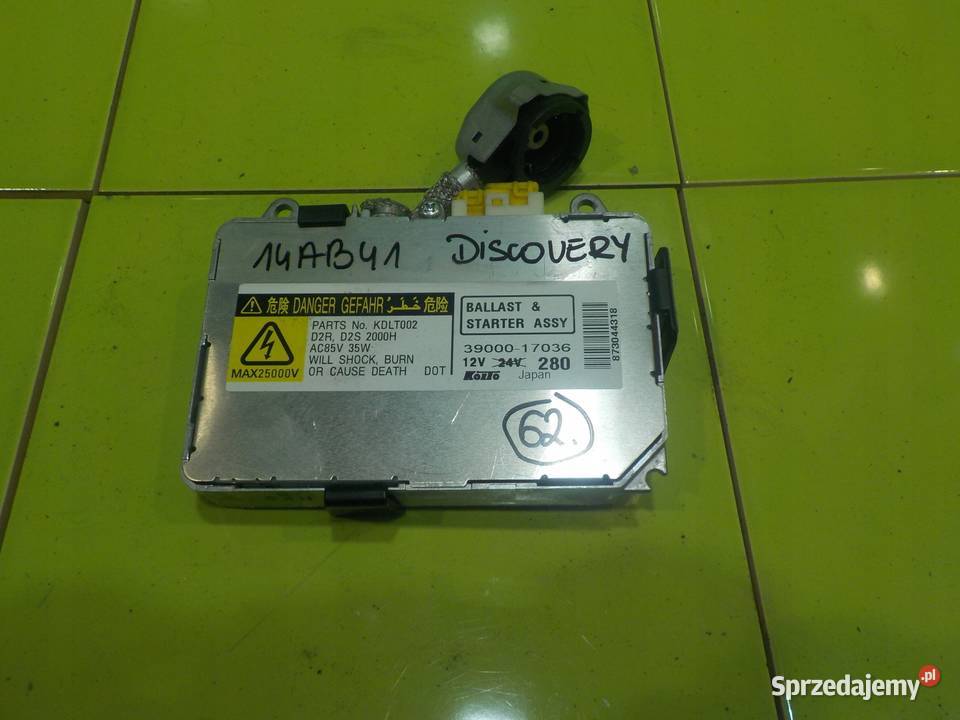 14AB41 DISCOVERY
危険 DANGER GEFAHR خَطَرْ 危险
PARTS No. KDLT002
D2R, D2S 2000H
AC85V 35W
WILL SHOCK, BURN
OR CAUSE DEATH DOT
MAX25000V
BALLAST &
STARTER ASSY
39000-17036
12V 24V 280
KoITO Japan
873044318
62.
Sprzedajemy.pl